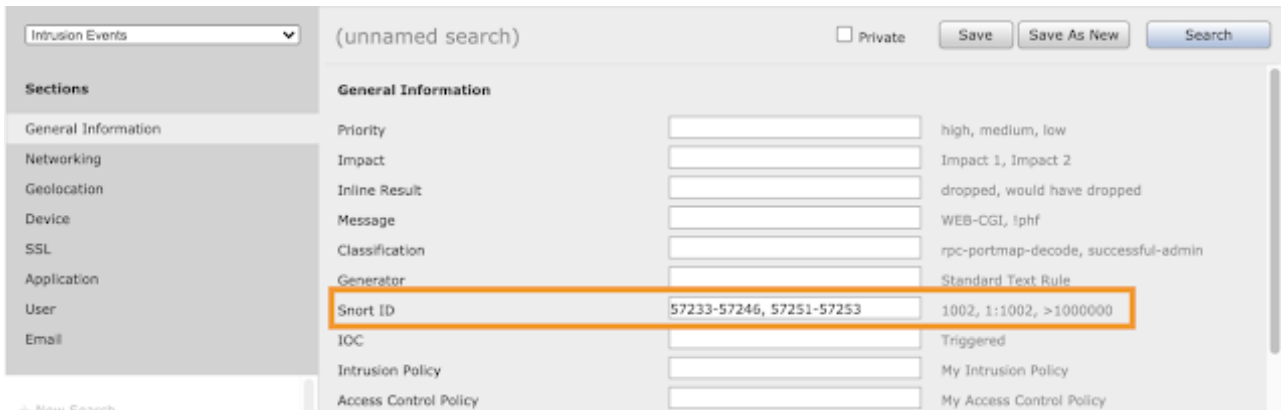 Intrusion Events
(unnamed search)
Private
Save
Save As New
Search
Sections
General Information
Networking
Geolocation
Device
SSL
Application
User
Email
+ New Search
General Information
Priority high, medium, low
Impact Impact 1, Impact 2
Inline Result dropped, would have dropped
Message WEB-CGI, !phf
Classification rpc-portmap-decode, successful-admin
Generator Standard Text Rule
Snort ID 57233-57246, 57251-57253 1002, 1:1002, >1000000
IOC Triggered
Intrusion Policy My Intrusion Policy
Access Control Policy My Access Control Policy